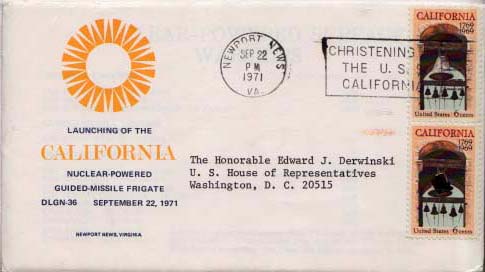 LAUNCHING OF THE
CALIFORNIA
NUCLEAR-POWERED
GUIDED-MISSILE FRIGATE
DLGN-36 SEPTEMBER 22, 1971
NEWPORT NEWS, VIRGINIA
NEWPORT NEWS
SEP 22
PM
1971
VA.
CHRISTENING
THE U. S.
CALIFORNIA
CALIFORNIA
1769
1969
United States 6 cents
CALIFORNIA
1769
1969
United States 6 cents
The Honorable Edward J. Derwinski
U. S. House of Representatives
Washington, D. C. 20515